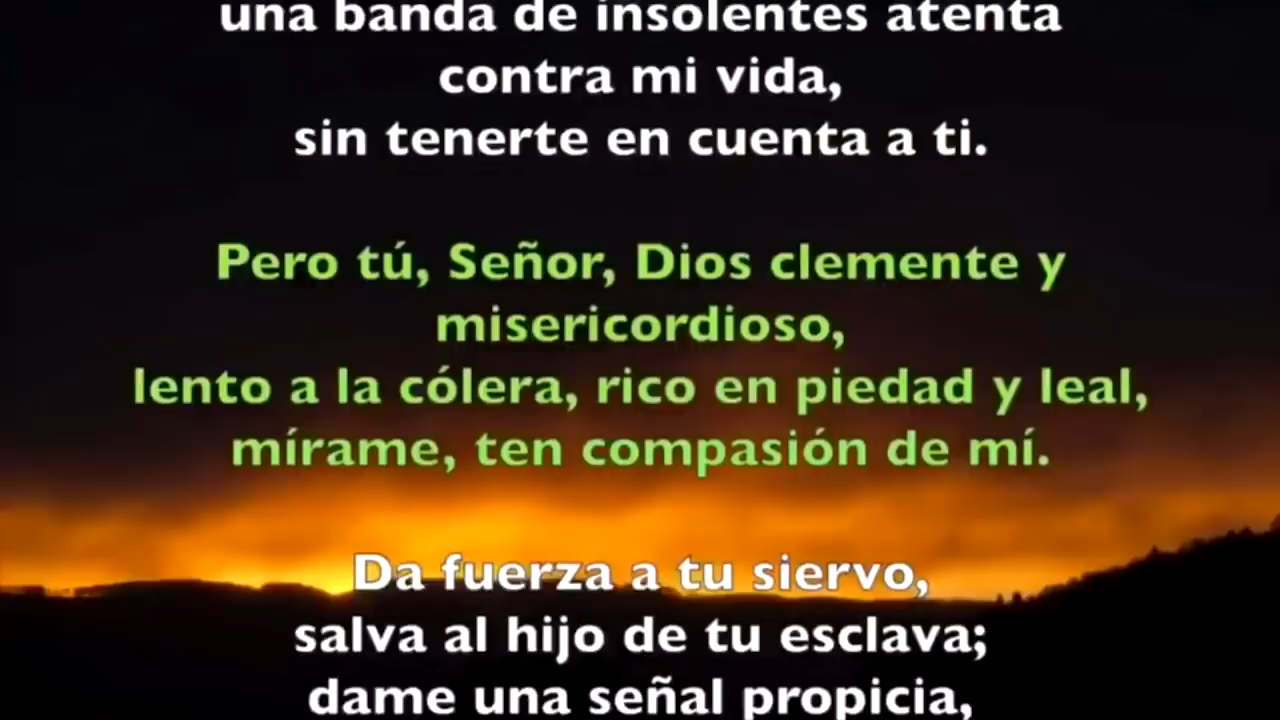 una banda de insolentes atenta
contra mi vida,
sin tenerte en cuenta a ti.
Pero tú, Señor, Dios clemente y
misericordioso,
lento a la cólera, rico en piedad y leal,
mírame, ten compasión de mí.
Da fuerza a tu siervo,
salva al hijo de tu esclava;
dame una señal propicia,